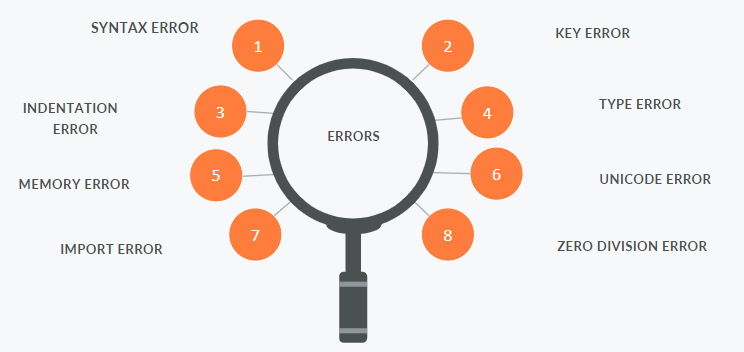 SYNTAX ERROR
1
2
KEY ERROR
INDENTATION
ERROR
3
4
TYPE ERROR
ERRORS
MEMORY ERROR
5
6
UNICODE ERROR
IMPORT ERROR
7
8
ZERO DIVISION ERROR